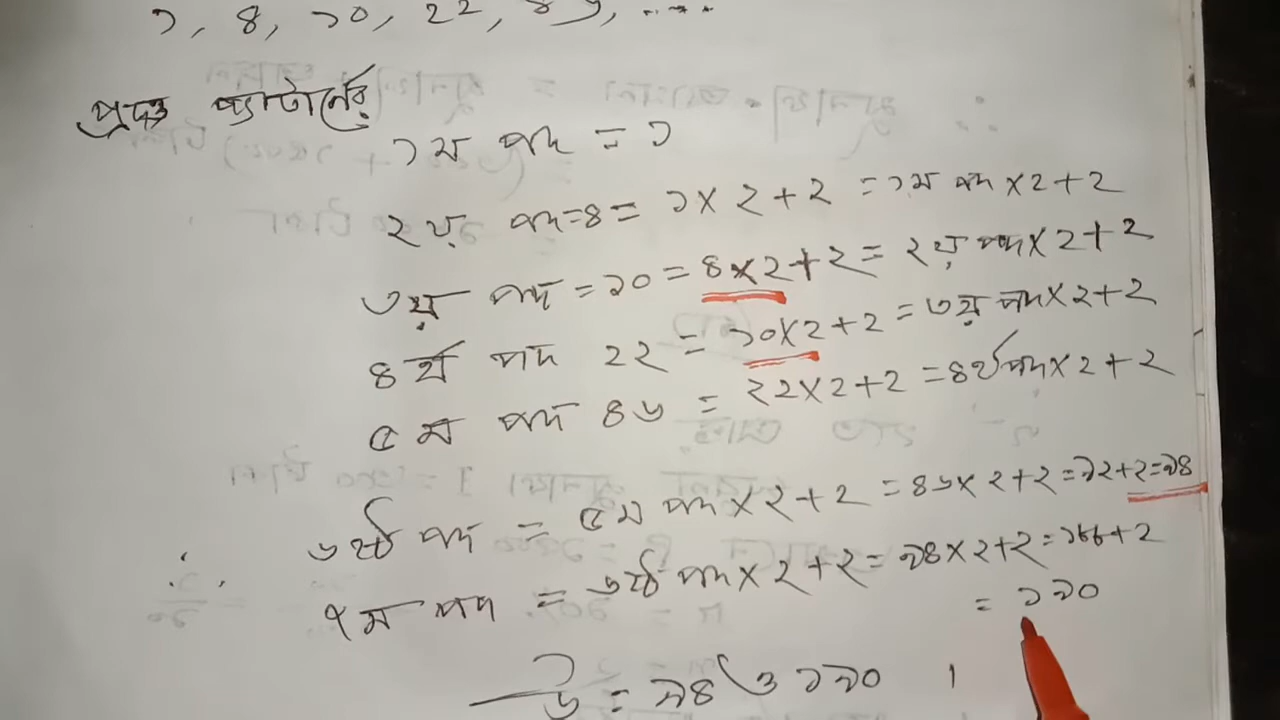 ১, ৪, ১০, ২২, ৪৬, ....
প্রদত্ত প্যাটার্নের
১ম পদ = ১
২য় পদ=৪= ১×২+২ =১ম পদ×২+২
৩য় পদ =১০ = ৪×২+২= ২য় পদ×২+২
৪র্থ পদ ২২ = ১০×২+২ = ৩য় পদ×২+২
৫ম পদ ৪৬ = ২২×২+২ =৪র্থ পদ×২+২
∴ ৬ষ্ঠ পদ = ৫ম পদ×২+২ =৪৬×২+২=৯২+২=৯৪
৭ম পদ = ৬ষ্ঠ পদ×২+২= ৯৪×২+২=১৮৮+২
= ১৯০
= ৯৪ ও ১৯০ ।